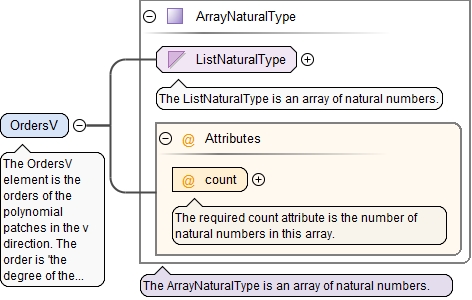 ArrayNaturalType
ListNaturalType
The ListNaturalType is an array of natural numbers.
OrdersV
@ Attributes
The OrdersV
element is the
orders of the
polynomial
patches in the v
direction. The
order is 'the
degree of the...
@ count
The required count attribute is the number of
natural numbers in this array.
The ArrayNaturalType is an array of natural numbers.